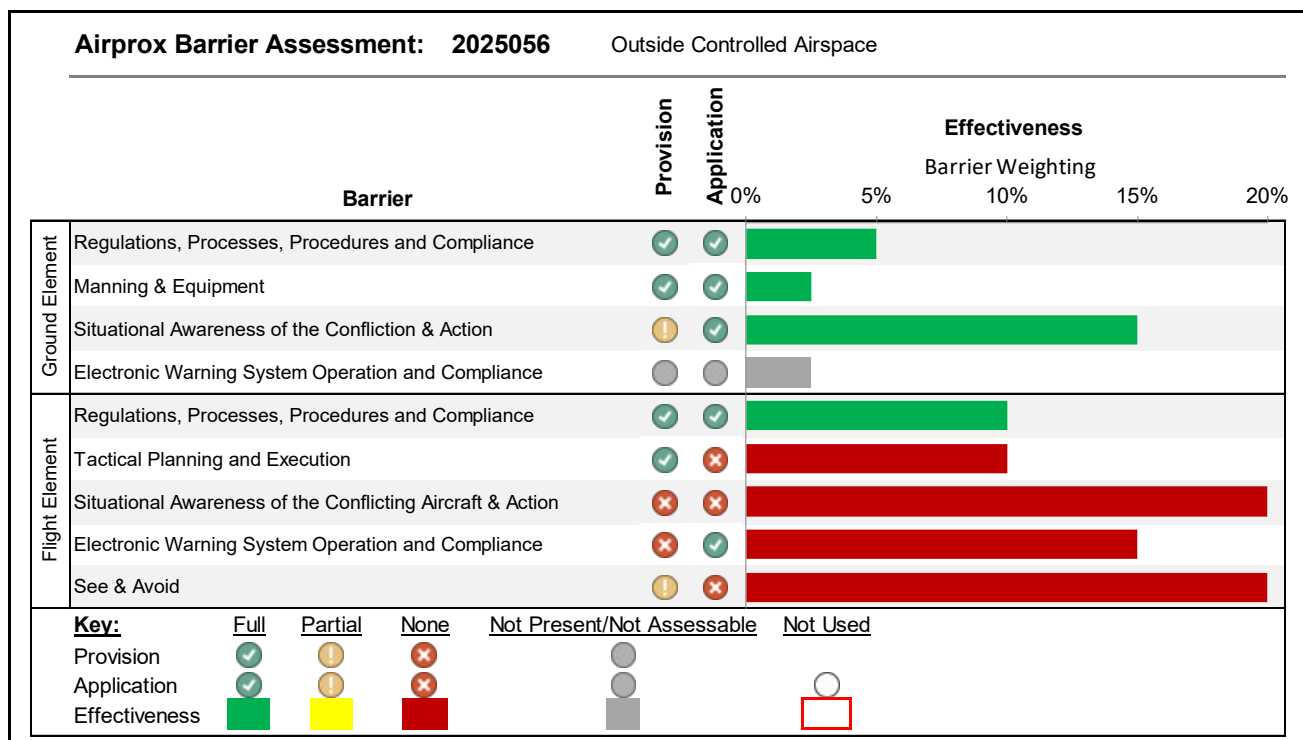 Airprox Barrier Assessment: 2025056 Outside Controlled Airspace
Barrier
Provision
Application
Effectiveness
Barrier Weighting
0% 5% 10% 15% 20%
Ground Element
Regulations, Processes, Procedures and Compliance
Manning & Equipment
Situational Awareness of the Confliction & Action
Electronic Warning System Operation and Compliance
Flight Element
Regulations, Processes, Procedures and Compliance
Tactical Planning and Execution
Situational Awareness of the Conflicting Aircraft & Action
Electronic Warning System Operation and Compliance
See & Avoid
Key: Full Partial None Not Present/Not Assessable Not Used
Provision
Application
Effectiveness